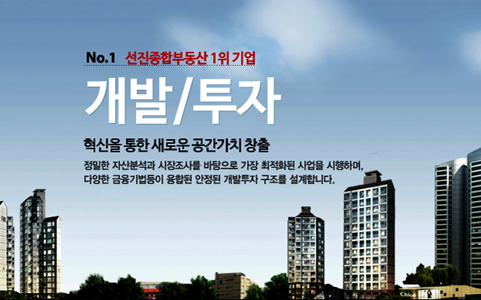 No.1 선진종합부동산 1위 기업
개발/투자
혁신을 통한 새로운 공간가치 창출
정밀한 자산분석과 시장조사를 바탕으로 가장 최적화된 사업을 시행하며,
다양한 금융기법등이 융합된 안정된 개발투자 구조를 설계합니다.